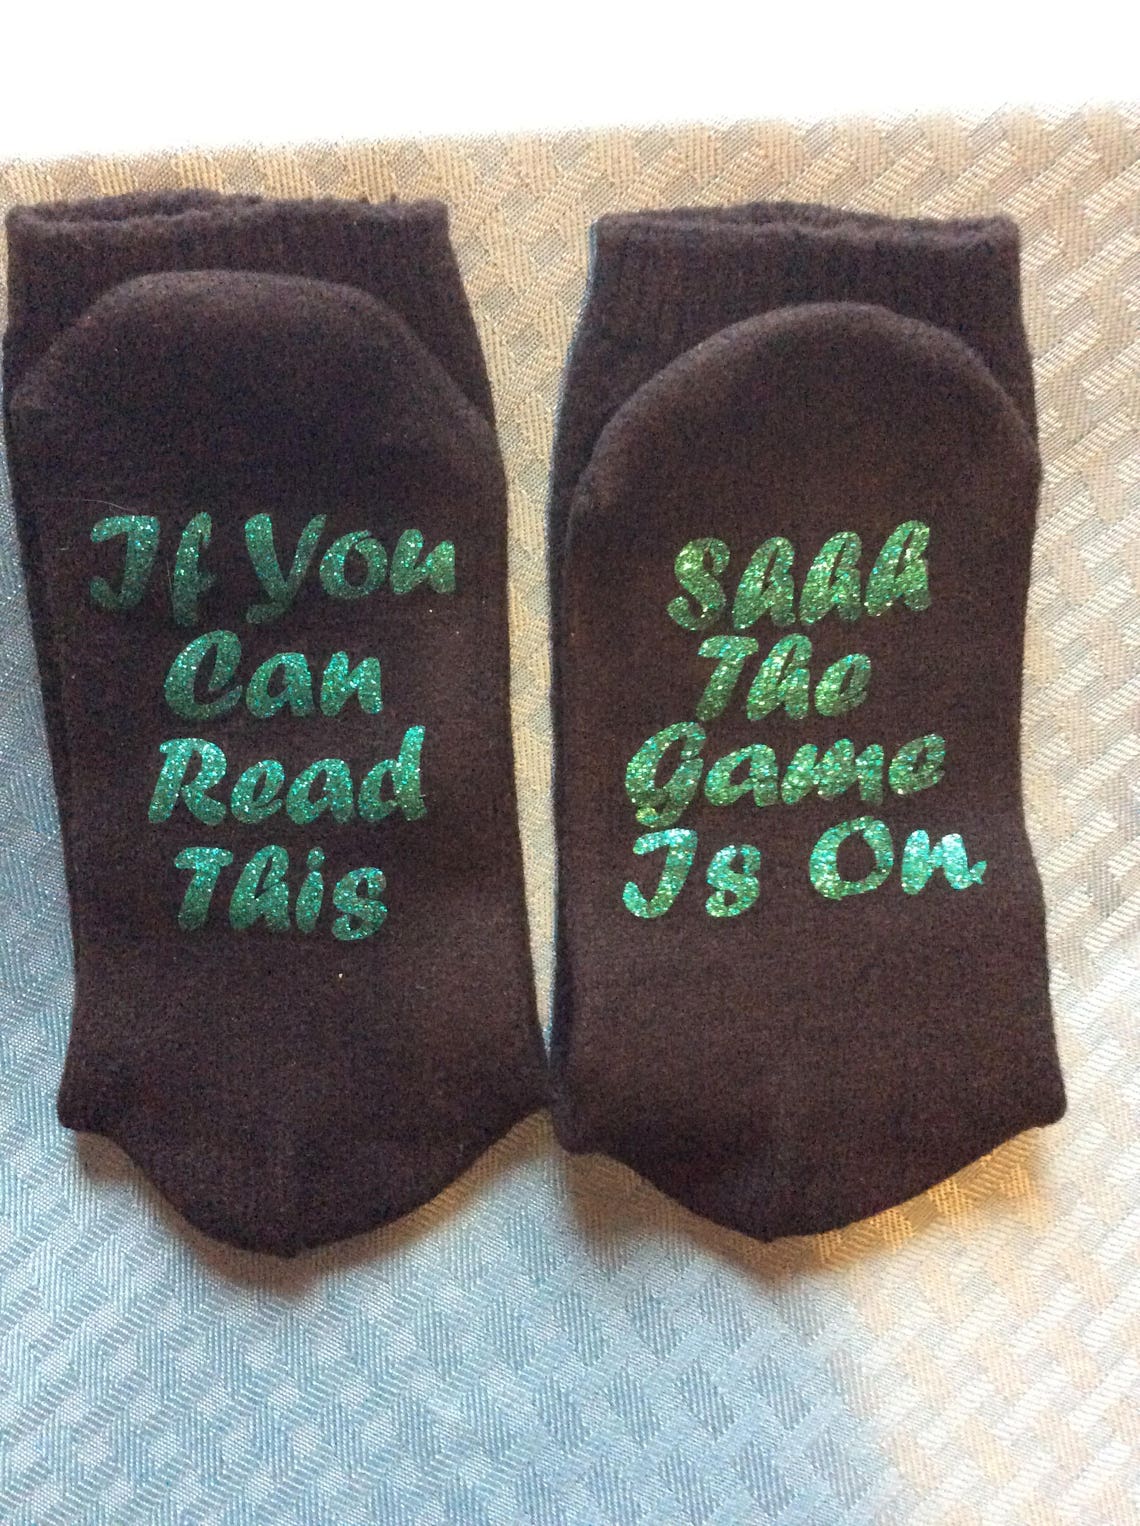 If You
Can
Read
This
Shhh
The
Game
Is On